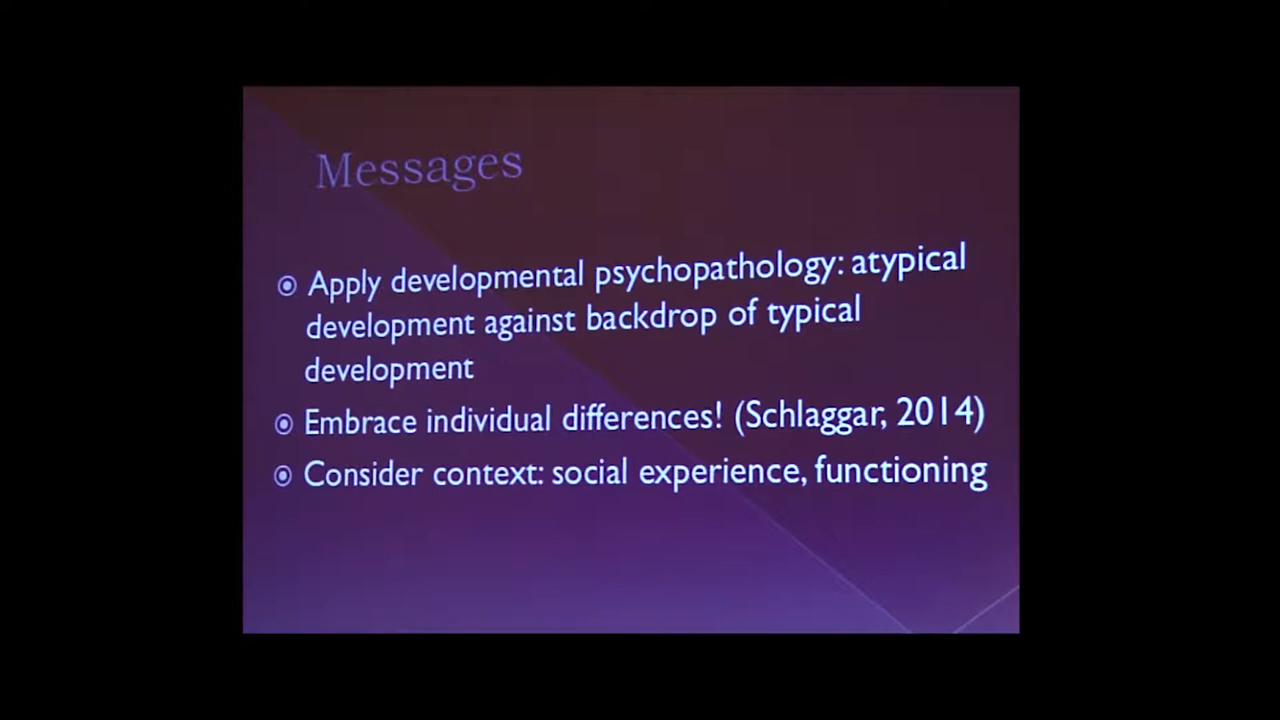 Messages
Apply developmental psychopathology: atypical
development against backdrop of typical
development
Embrace individual differences! (Schlaggar, 2014)
Consider context: social experience, functioning